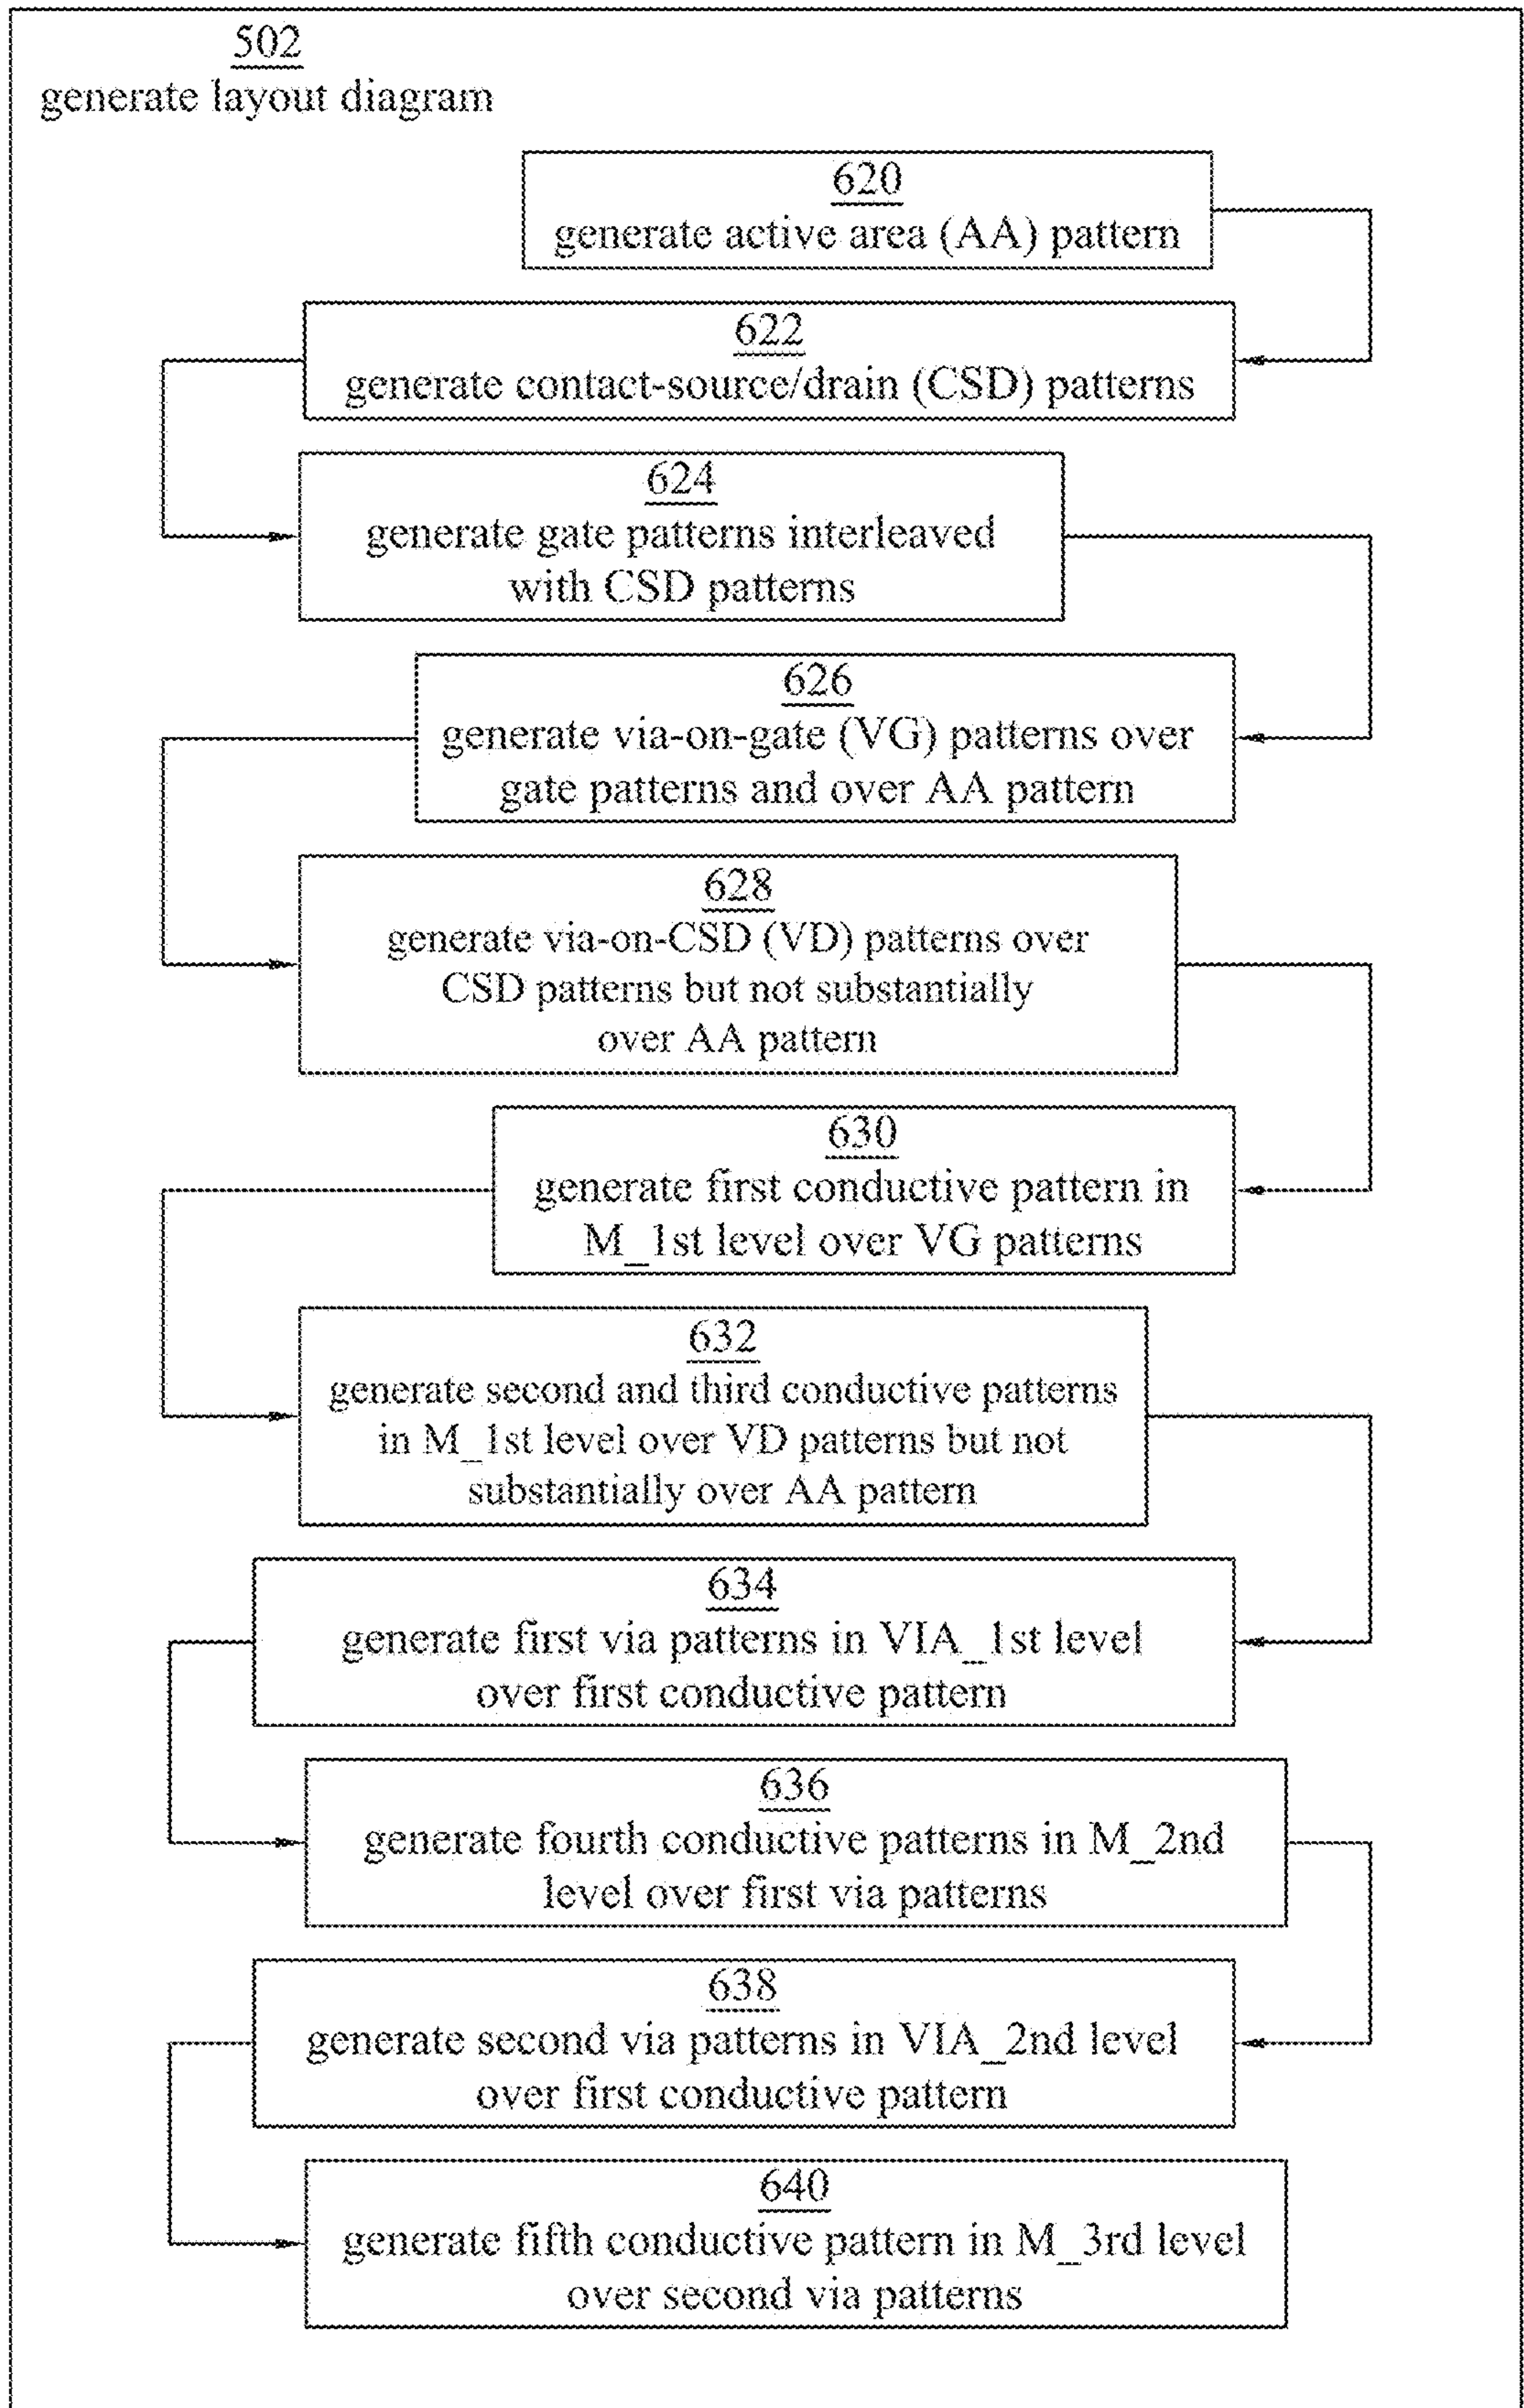 502
generate layout diagram
620
generate active area (AA) pattern
622
generate contact-source/drain (CSD) patterns
624
generate gate patterns interleaved
with CSD patterns
626
generate via-on-gate (VG) patterns over
gate patterns and over AA pattern
628
generate via-on-CSD (VD) patterns over
CSD patterns but not substantially
over AA pattern
630
generate first conductive pattern in
M_1st level over VG patterns
632
generate second and third conductive patterns
in M_1st level over VD patterns but not
substantially over AA pattern
634
generate first via patterns in VIA_1st level
over first conductive pattern
636
generate fourth conductive patterns in M_2nd
level over first via patterns
638
generate second via patterns in VIA_2nd level
over first conductive pattern
640
generate fifth conductive pattern in M_3rd level
over second via patterns